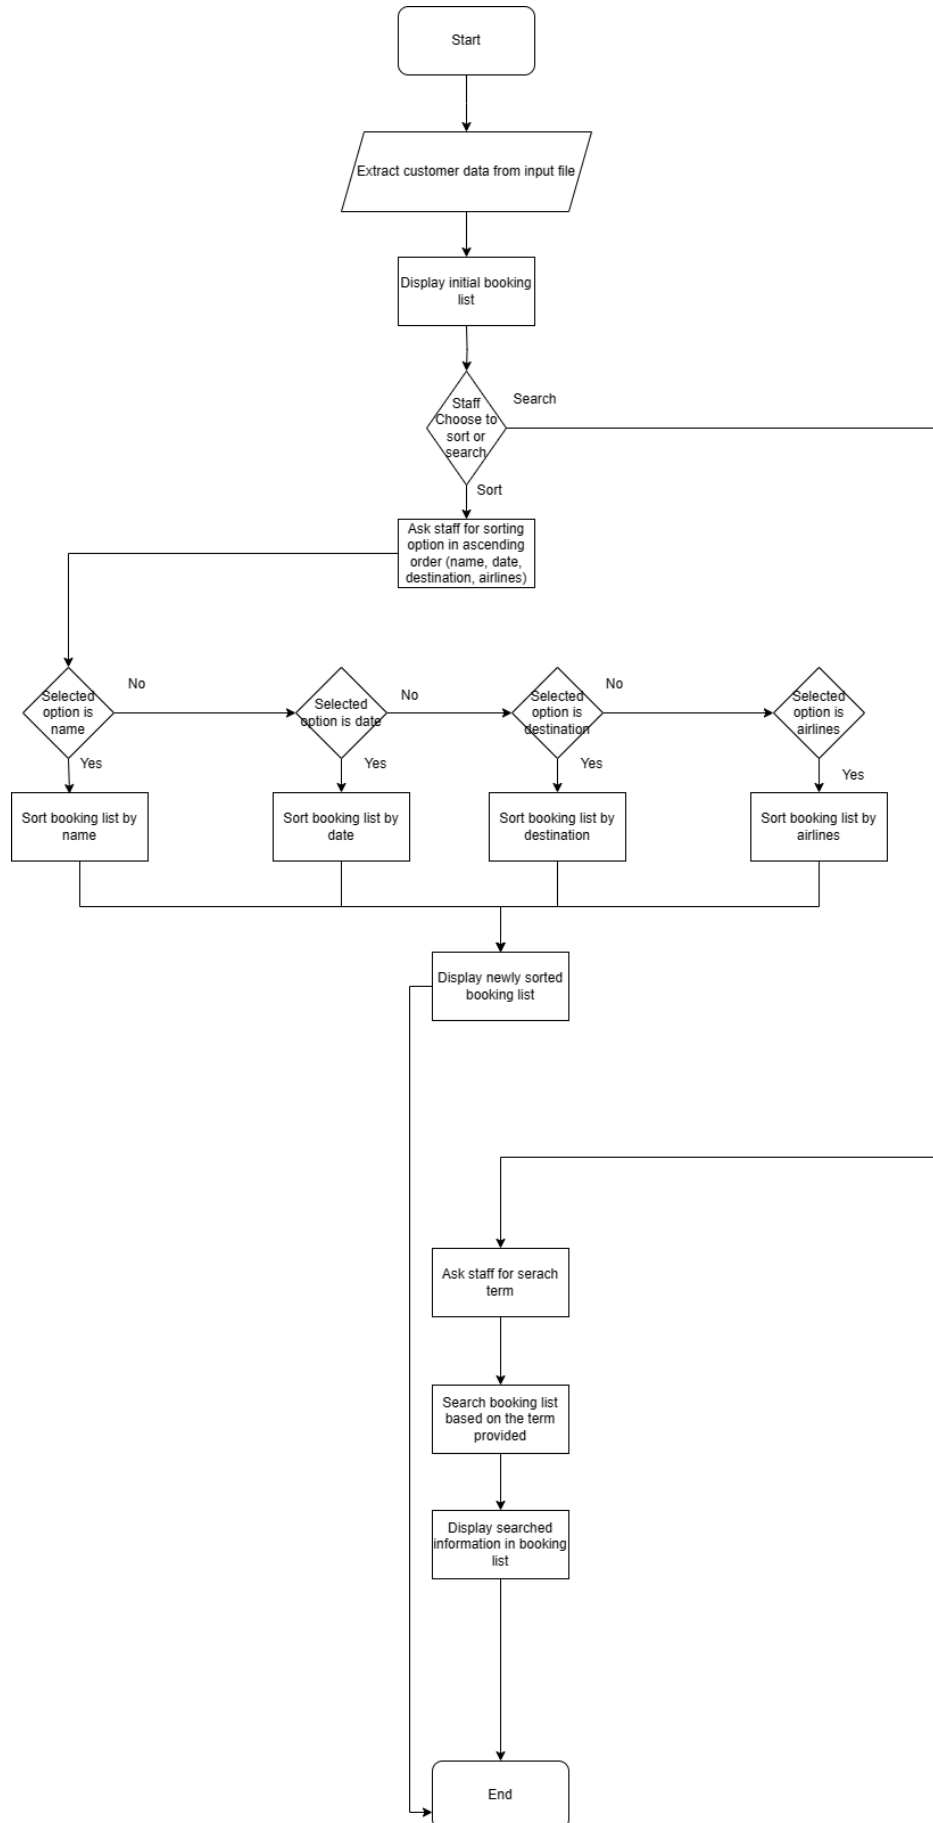 Start
Extract customer data from input file
Display initial booking
list
Staff
Choose to
sort or
search
Search
Sort
Ask staff for sorting
option in ascending
order (name, date,
destination, airlines)
Selected
option is
name
No
Selected
option is date
No
Selected
option is
destination
No
Selected
option is
airlines
Yes
Yes
Yes
Yes
Sort booking list by
name
Sort booking list by
date
Sort booking list by
destination
Sort booking list by
airlines
Display newly sorted
booking list
Ask staff for serach
term
Search booking list
based on the term
provided
Display searched
information in booking
list
End